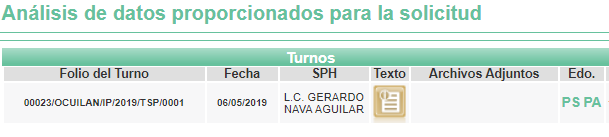 Análisis de datos proporcionados para la solicitud
Turnos
Folio del Turno Fecha SPH Texto Archivos Adjuntos Edo.
00023/OCUILAN/IP/2019/TSP/0001 06/05/2019 L.C. GERARDO NAVA AGUILAR PS PA